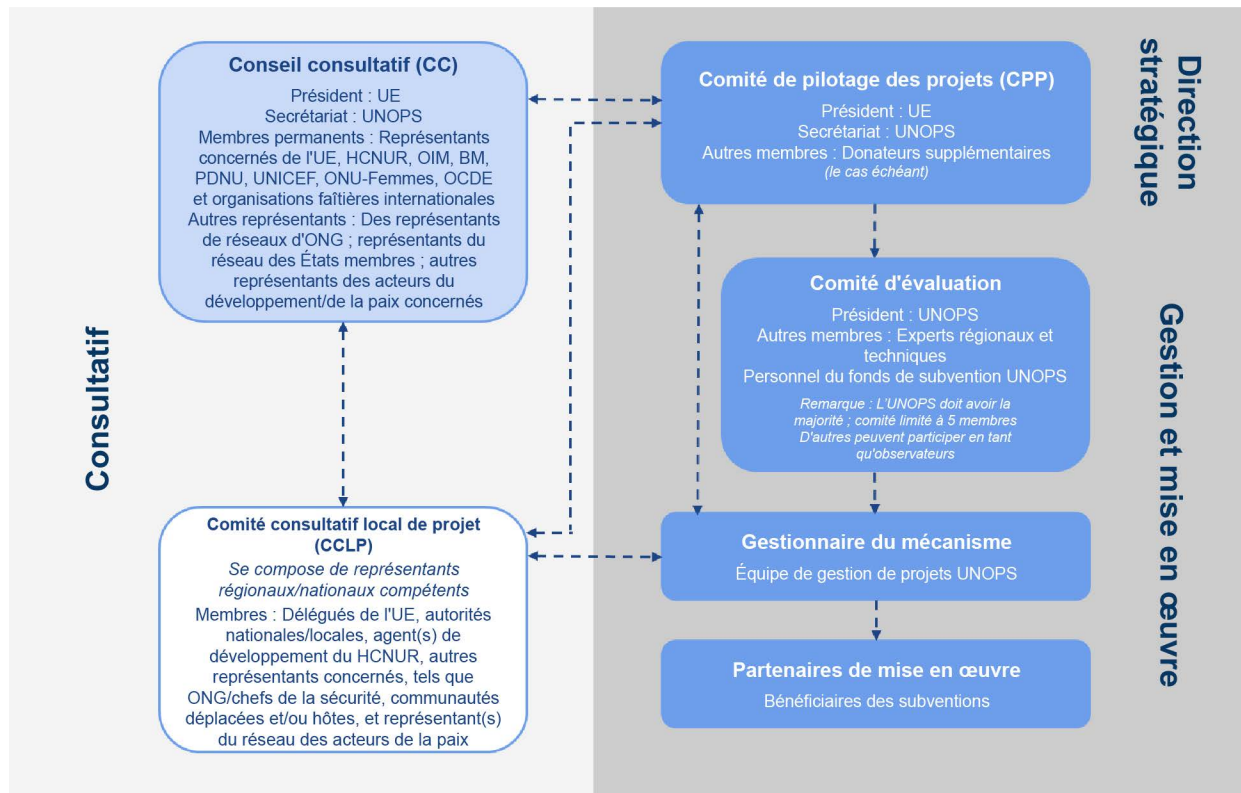 Conseil consultatif (CC)
Président : UE
Secrétariat : UNOPS
Membres permanents : Représentants
concernés de l'UE, HCNUR, OIM, BM,
PDNU, UNICEF, ONU-Femmes, OCDE
et organisations faîtières internationales
Autres représentants : Des représentants
de réseaux d'ONG ; représentants du
réseau des États membres ; autres
représentants des acteurs du
développement/de la paix concernés
Consultatif
Comité consultatif local de projet
(CCLP)
Se compose de représentants
régionaux/nationaux compétents
Membres : Délégués de l'UE, autorités
nationales/locales, agent(s) de
développement du HCNUR, autres
représentants concernés, tels que
ONG/chefs de la sécurité, communautés
déplacées et/ou hôtes, et représentant(s)
du réseau des acteurs de la paix
Comité de pilotage des projets (CPP)
Président : UE
Secrétariat : UNOPS
Autres membres : Donateurs supplémentaires
(le cas échéant)
Direction
stratégique
Comité d'évaluation
Président : UNOPS
Autres membres : Experts régionaux et
techniques
Personnel du fonds de subvention UNOPS
Remarque : L'UNOPS doit avoir la
majorité ; comité limité à 5 membres
D'autres peuvent participer en tant
qu'observateurs
Gestionnaire du mécanisme
Équipe de gestion de projets UNOPS
Partenaires de mise en œuvre
Bénéficiaires des subventions
Gestion et mise en œuvre